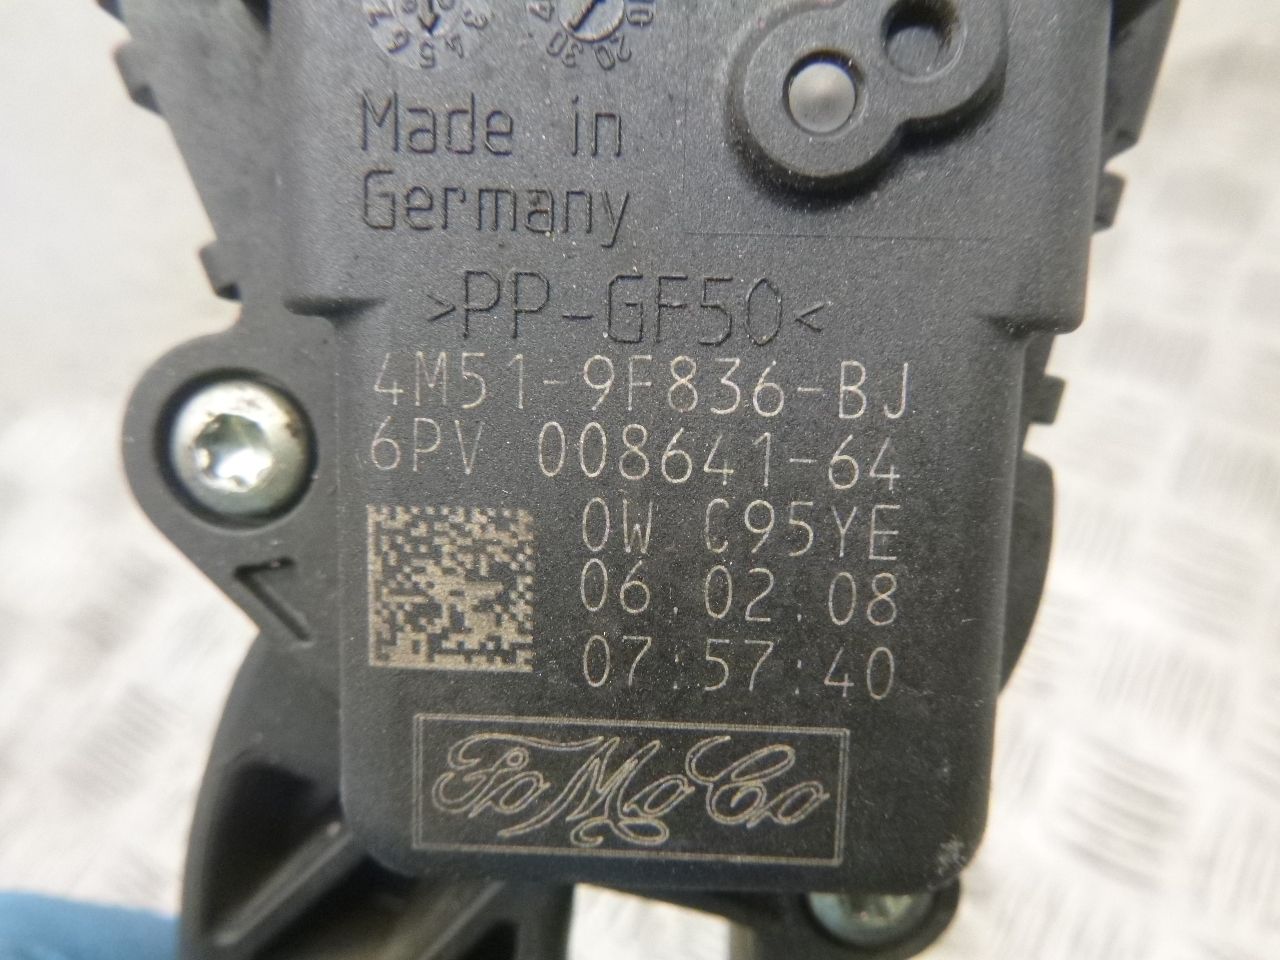 Made in
Germany
>PP-GF50<
4M51-9F836-BJ
6PV 008641-64
0W C95YE
06.02.08
07:57:40
FoMoCo